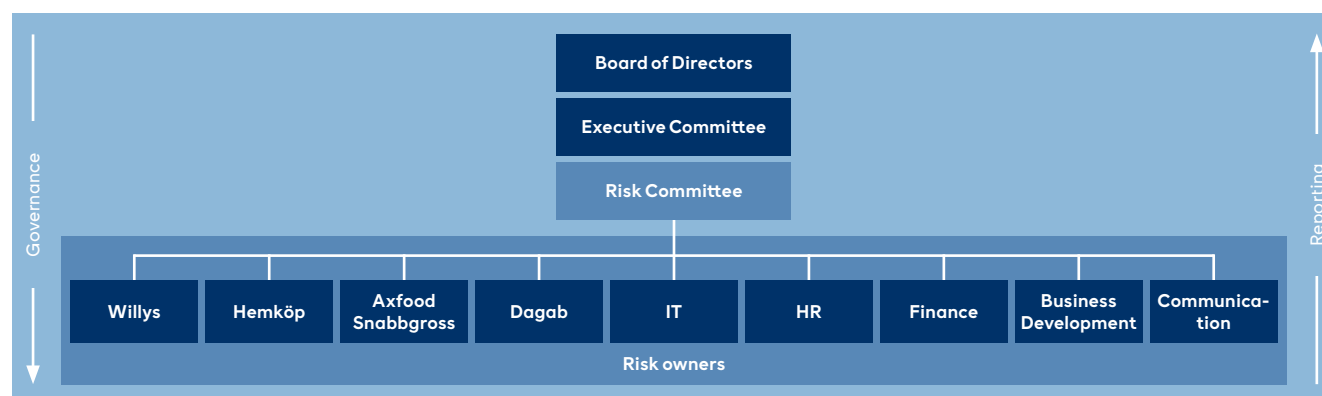 Board of Directors
Executive Committee
Risk Committee
Governance
Reporting
Willys
Hemköp
Axfood
Snabbgross
Dagab
IT
HR
Finance
Business
Development
Communica-
tion
Risk owners